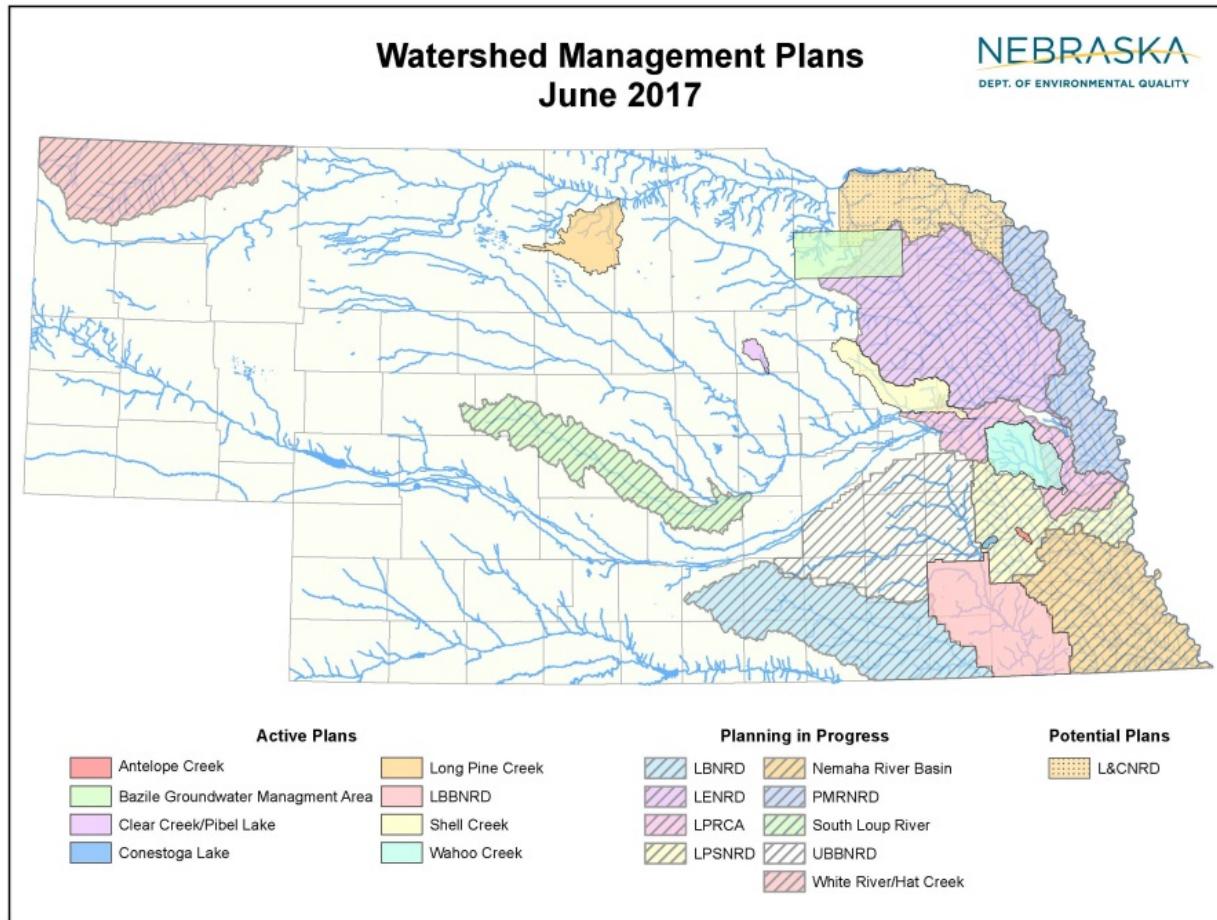 Watershed Management Plans
June 2017
NEBRASKA
DEPT. OF ENVIRONMENTAL QUALITY
Active Plans
Antelope Creek
Bazile Groundwater Managment Area
Clear Creek/Pibel Lake
Conestoga Lake
Long Pine Creek
LBBNRD
Shell Creek
Wahoo Creek
Planning in Progress
LBNRD
LENRD
LPRCA
LPSNRD
Nemaha River Basin
PMRNRD
South Loup River
UBBNRD
White River/Hat Creek
Potential Plans
L&CNRD